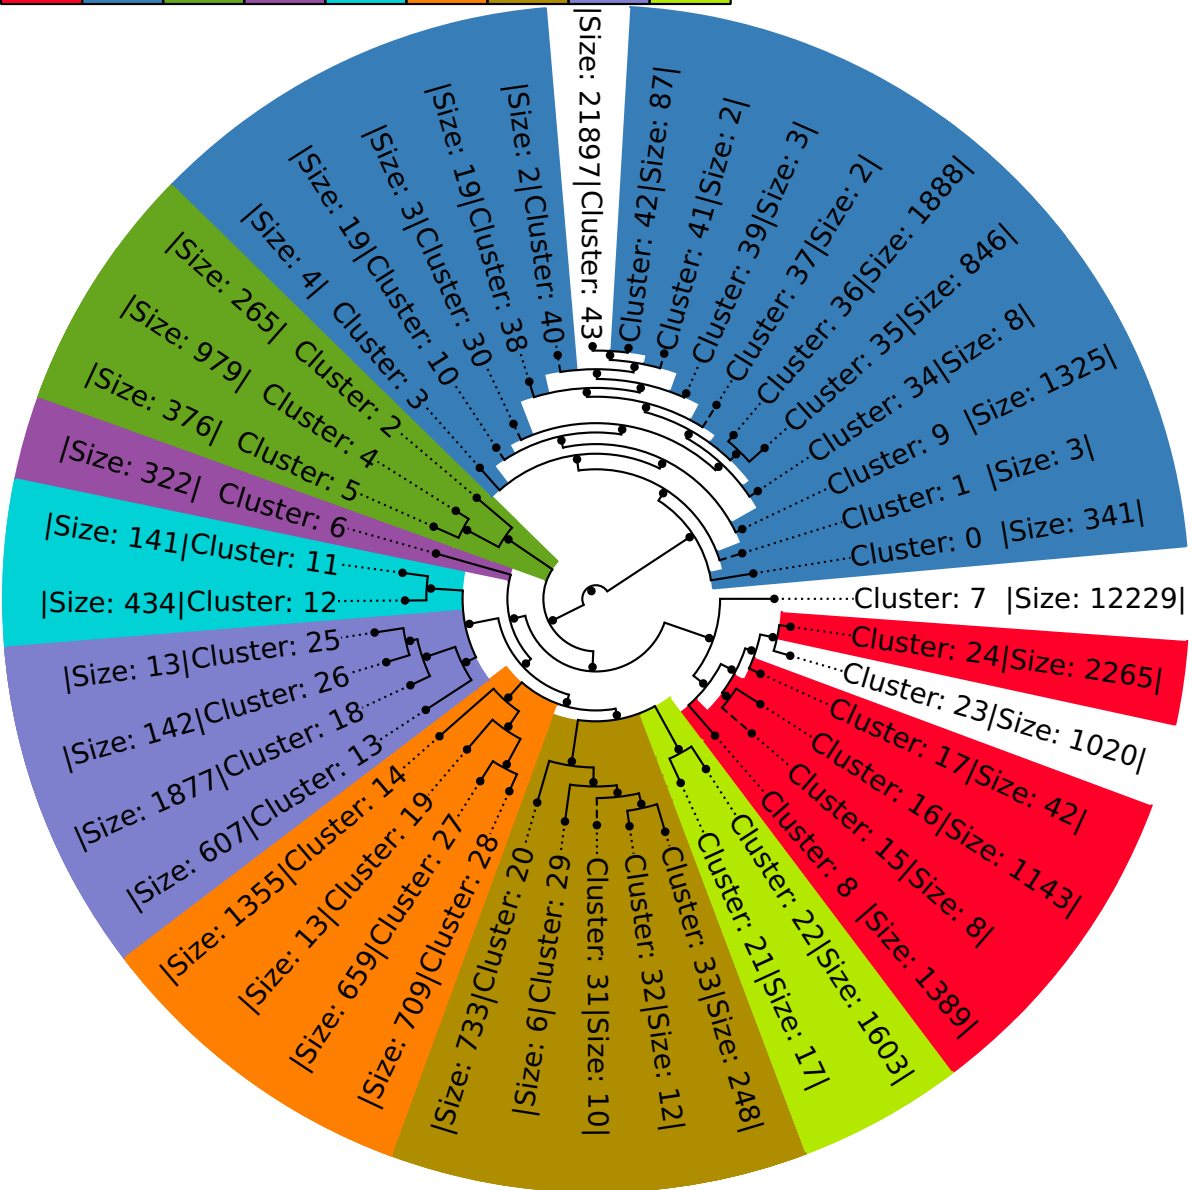 |Size: 21897|Cluster: 43
Cluster: 42|Size: 87|
Cluster: 41|Size: 2|
Cluster: 39|Size: 3|
Cluster: 37|Size: 2|
Cluster: 36|Size: 1888|
Cluster: 35|Size: 846|
Cluster: 34|Size: 8|
Cluster: 9 |Size: 1325|
Cluster: 1 |Size: 3|
Cluster: 0 |Size: 341|
Cluster: 7 |Size: 12229|
Cluster: 24|Size: 2265|
Cluster: 23|Size: 1020|
Cluster: 17|Size: 42|
Cluster: 16|Size: 1143|
Cluster: 15|Size: 8|
Cluster: 8 |Size: 1389|
Cluster: 22|Size: 1603|
Cluster: 21|Size: 17|
Cluster: 33|Size: 248|
Cluster: 32|Size: 12|
Cluster: 31|Size: 10|
|Size: 6|Cluster: 29
|Size: 733|Cluster: 20
|Size: 709|Cluster: 28
|Size: 659|Cluster: 27
|Size: 13|Cluster: 19
|Size: 1355|Cluster: 14
|Size: 607|Cluster: 13
|Size: 1877|Cluster: 18
|Size: 142|Cluster: 26
|Size: 13|Cluster: 25
|Size: 434|Cluster: 12
|Size: 141|Cluster: 11
|Size: 322| Cluster: 6
|Size: 376| Cluster: 5
|Size: 979| Cluster: 4
|Size: 265| Cluster: 2
|Size: 4| Cluster: 3
|Size: 19|Cluster: 10
|Size: 3|Cluster: 30
|Size: 19|Cluster: 38
|Size: 2|Cluster: 40